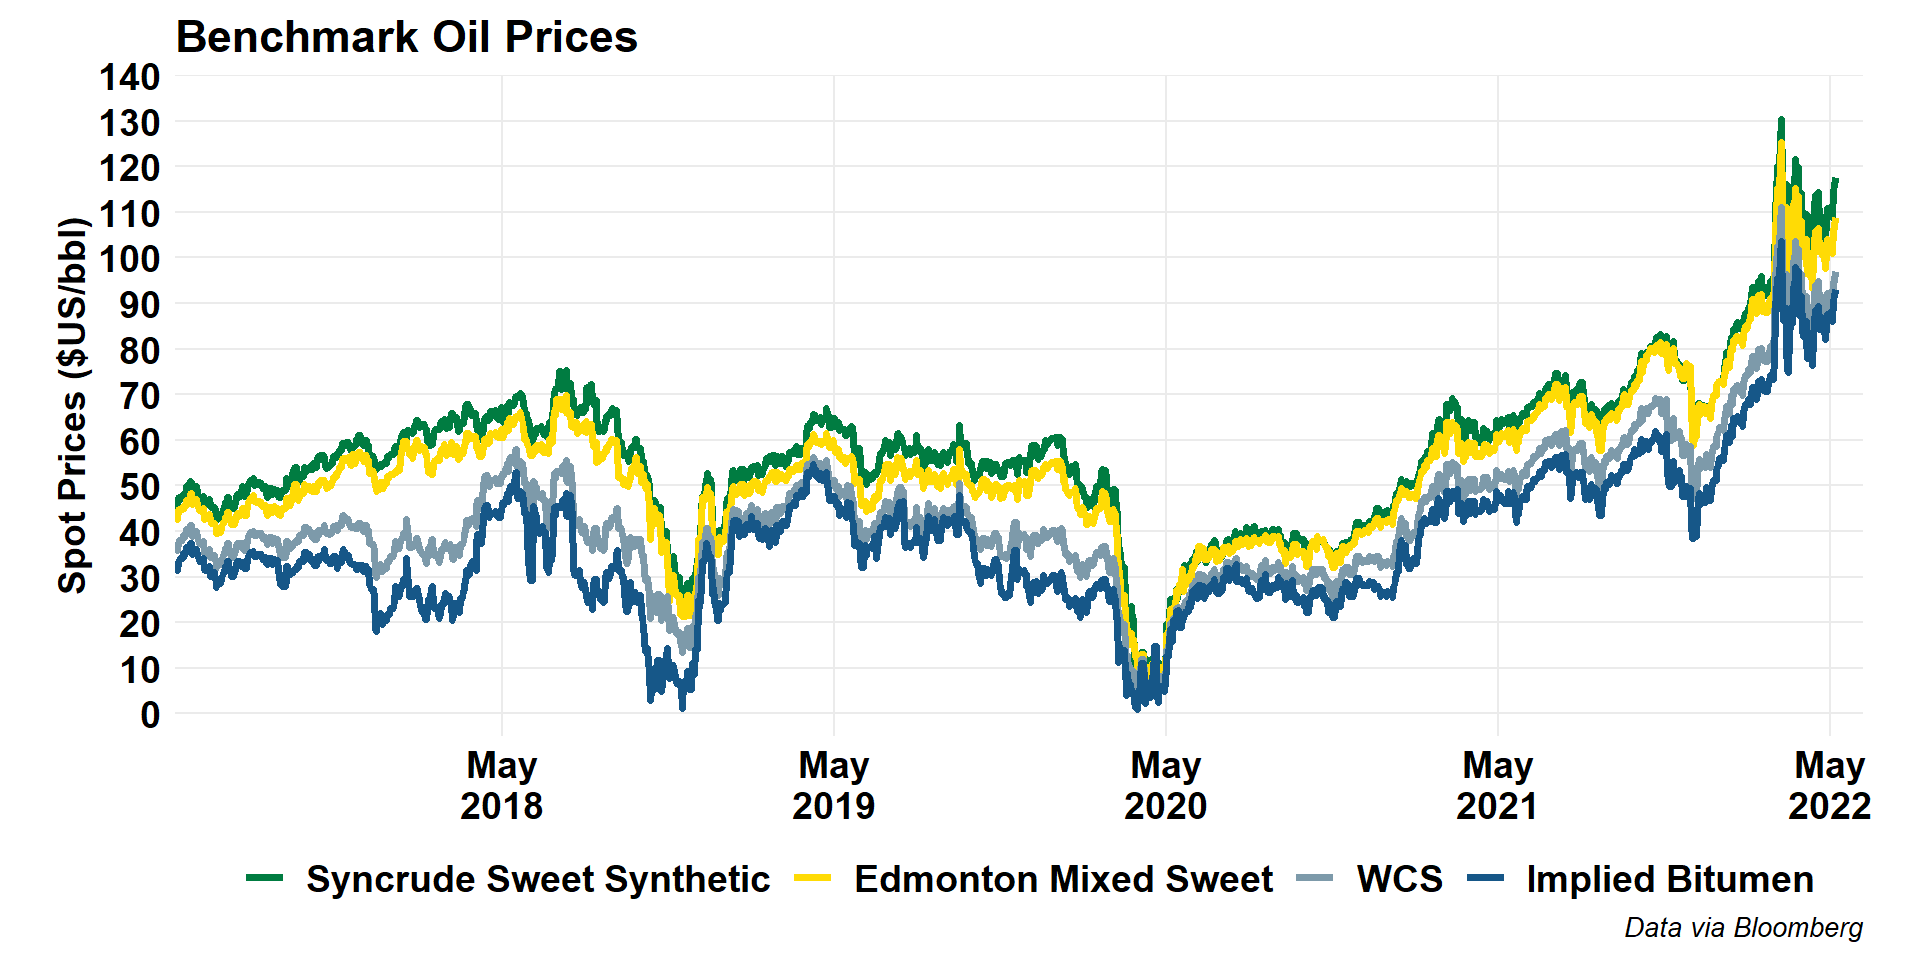 Benchmark Oil Prices
Spot Prices ($US/bbl)
140
130
120
110
100
90
80
70
60
50
40
30
20
10
0
May 2018
May 2019
May 2020
May 2021
May 2022
Syncrude Sweet Synthetic
Edmonton Mixed Sweet
WCS
Implied Bitumen
Data via Bloomberg